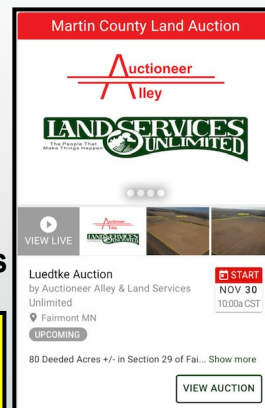 Martin County Land Auction
Auctioneer
Alley
LAND SERVICES
The People That
Make Things Happen
UNLIMITED
VIEW LIVE
s
Luedtke Auction
by Auctioneer Alley & Land Services
Unlimited
Fairmont MN
UPCOMING
START
NOV 30
10:00a CST
80 Deeded Acres +/- in Section 29 of Fai... Show more
VIEW AUCTION